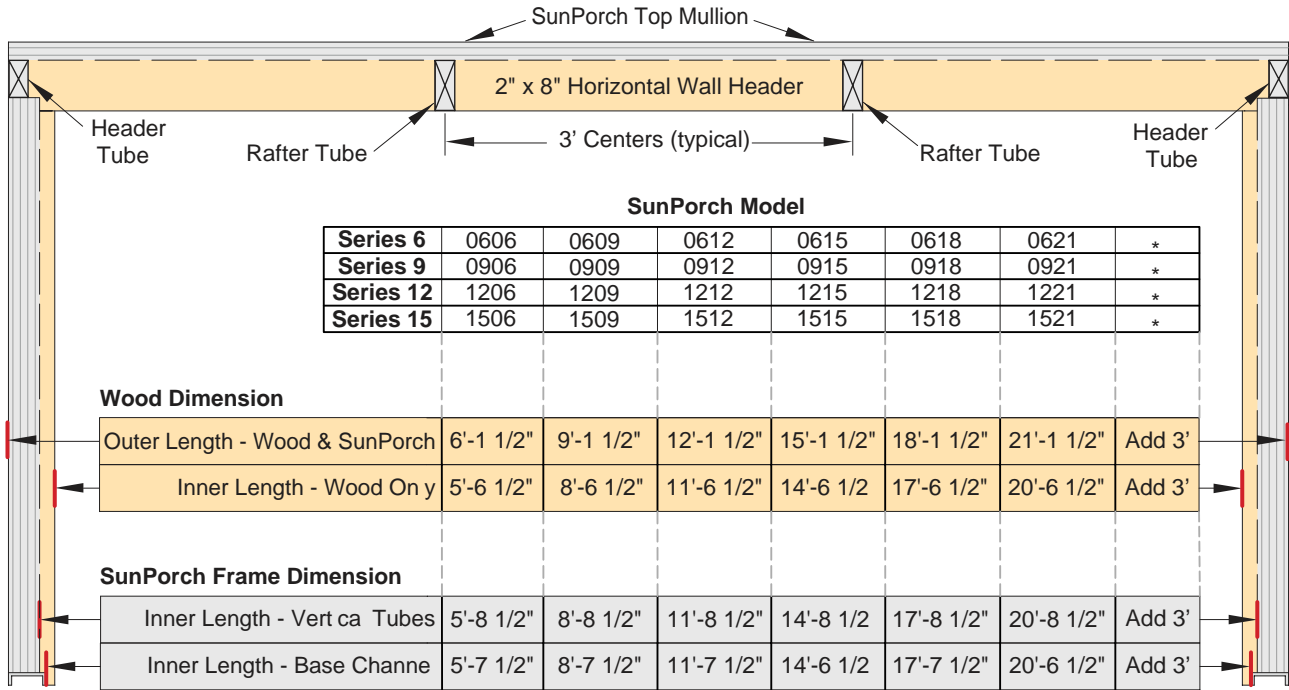 SunPorch Top Mullion
2" x 8" Horizontal Wall Header
Header Tube
Rafter Tube
3' Centers (typical)
Rafter Tube
Header Tube
SunPorch Model
Series 6 0606 0609 0612 0615 0618 0621 *
Series 9 0906 0909 0912 0915 0918 0921 *
Series 12 1206 1209 1212 1215 1218 1221 *
Series 15 1506 1509 1512 1515 1518 1521 *
Wood Dimension
Outer Length - Wood & SunPorch 6'-1 1/2" 9'-1 1/2" 12'-1 1/2" 15'-1 1/2" 18'-1 1/2" 21'-1 1/2" Add 3'
Inner Length - Wood On y 5'-6 1/2" 8'-6 1/2" 11'-6 1/2" 14'-6 1/2 17'-6 1/2" 20'-6 1/2" Add 3'
SunPorch Frame Dimension
Inner Length - Vert ca Tubes 5'-8 1/2" 8'-8 1/2" 11'-8 1/2" 14'-8 1/2 17'-8 1/2" 20'-8 1/2" Add 3'
Inner Length - Base Channe 5'-7 1/2" 8'-7 1/2" 11'-7 1/2" 14'-6 1/2 17'-7 1/2" 20'-6 1/2" Add 3'